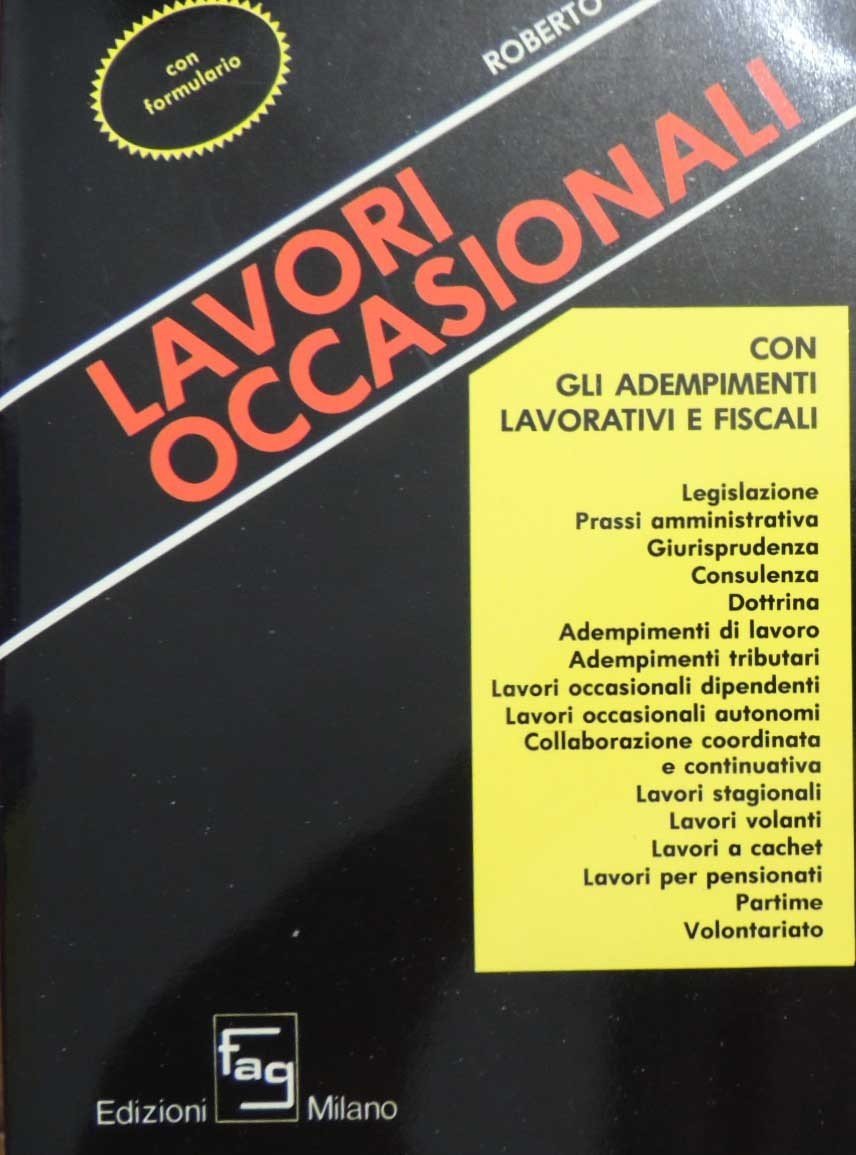 con
formulario
ROBERTO
LAVORI
OCCASIONALI
CON
GLI ADEMPIMENTI
LAVORATIVI E FISCALI
Legislazione
Prassi amministrativa
Giurisprudenza
Consulenza
Dottrina
Adempimenti di lavoro
Adempimenti tributari
Lavori occasionali dipendenti
Lavori occasionali autonomi
Collaborazione coordinata
e continuativa
Lavori stagionali
Lavori volanti
Lavori a cachet
Lavori per pensionati
Partime
Volontariato
Edizioni fag Milano